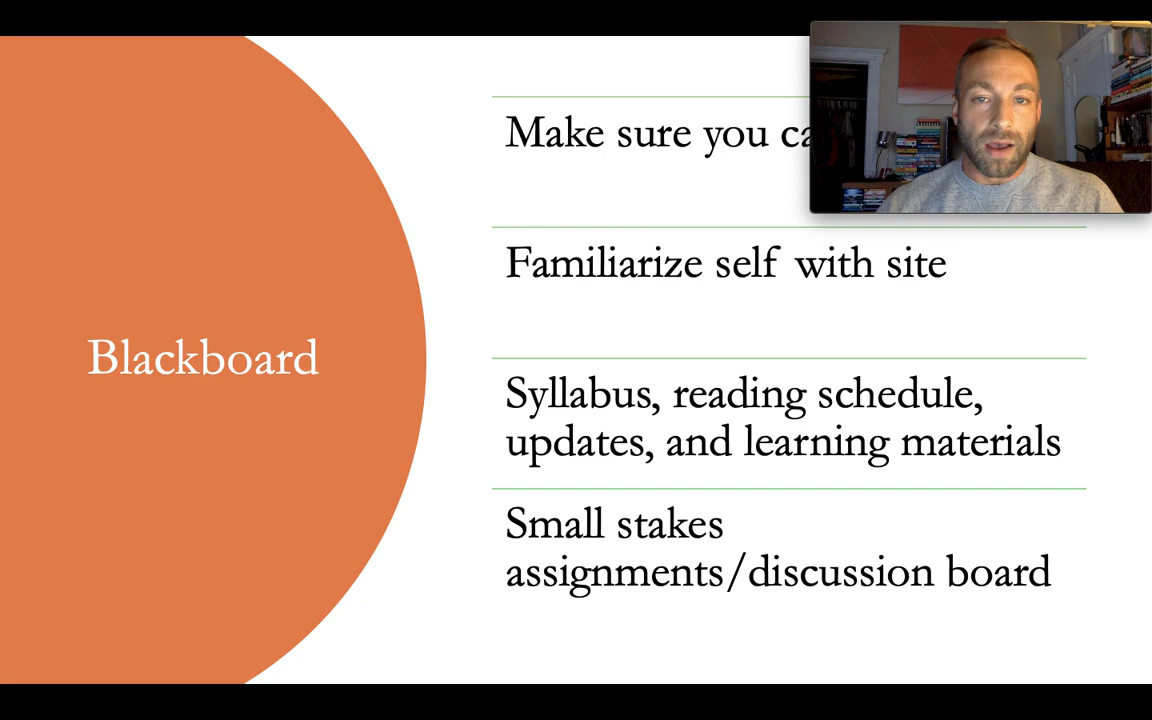 Blackboard
Make sure you ca
Familiarize self with site
Syllabus, reading schedule,
updates, and learning materials
Small stakes
assignments/discussion board